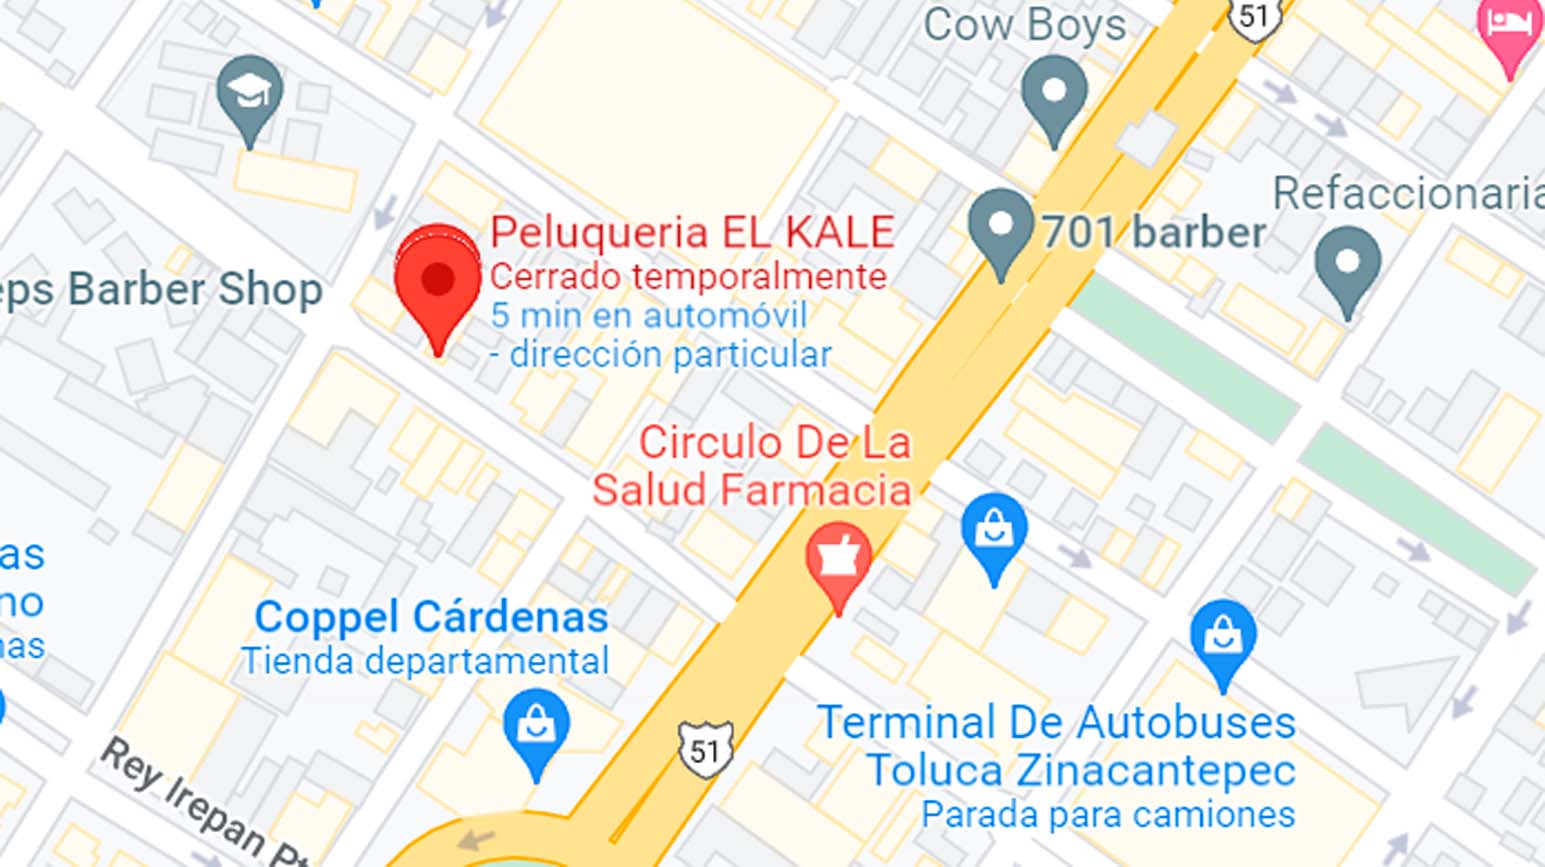 51
Cow Boys
Refaccionaria
Peluqueria EL KALE
Cerrado temporalmente
5 min en automóvil
- dirección particular
701 barber
eps Barber Shop
Circulo De La
Salud Farmacia
as
no
nas
Coppel Cárdenas
Tienda departamental
51
Terminal De Autobuses
Toluca Zinacantepec
Parada para camiones
Rey Irepan Pt